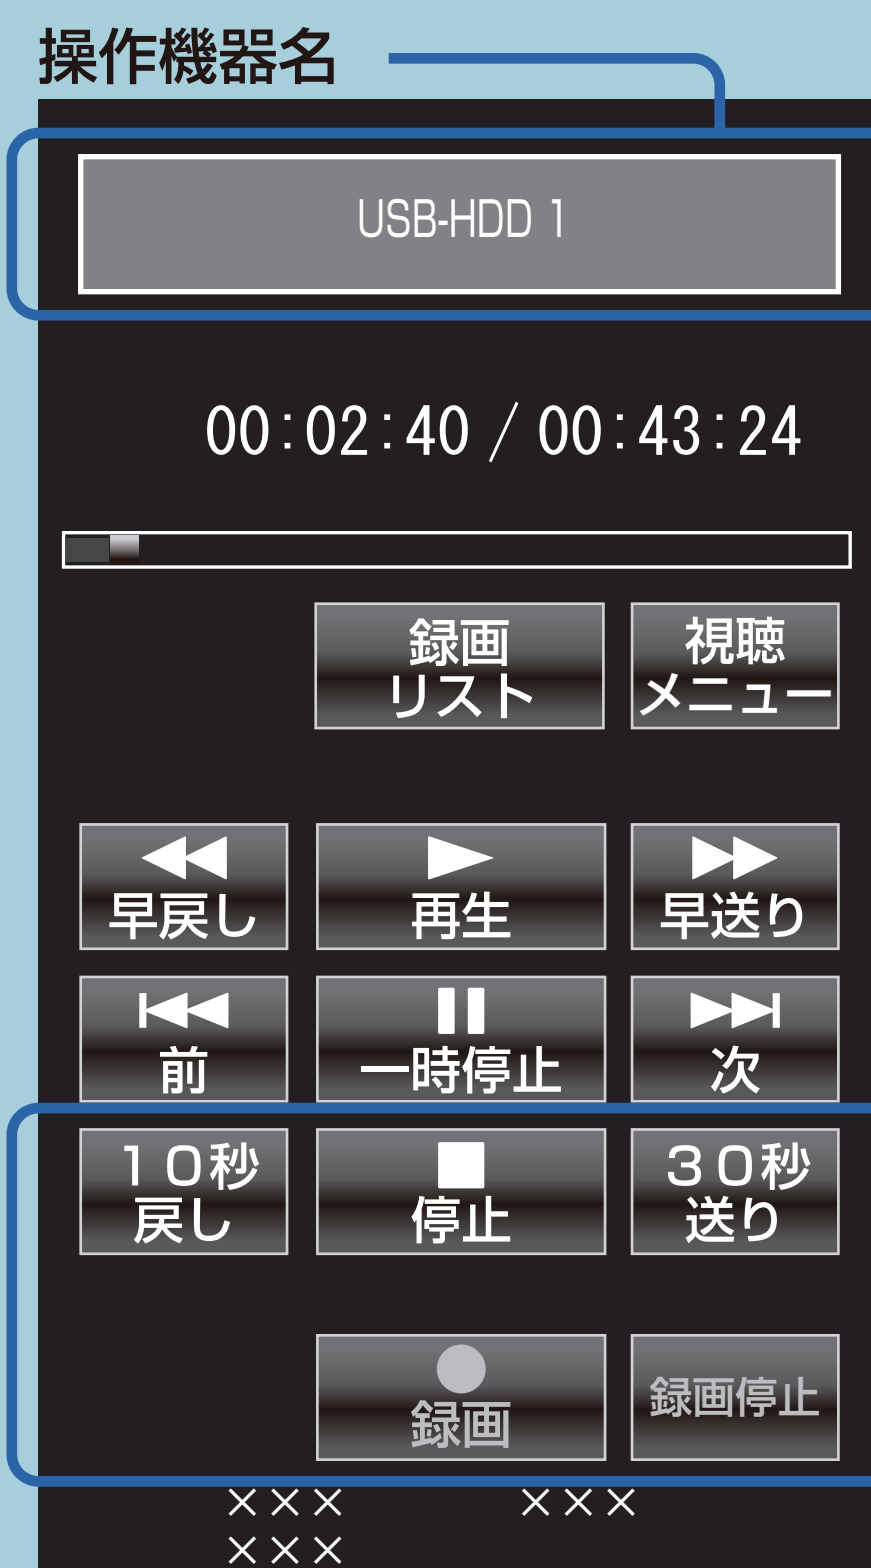 操作機器名
USB-HDD 1
00:02:40 / 00:43:24
録画
リスト
視聴
メニュー
早戻し
再生
早送り
前
一時停止
次
10秒
戻し
停止
30秒
送り
録画
録画停止
××× ×××
×××